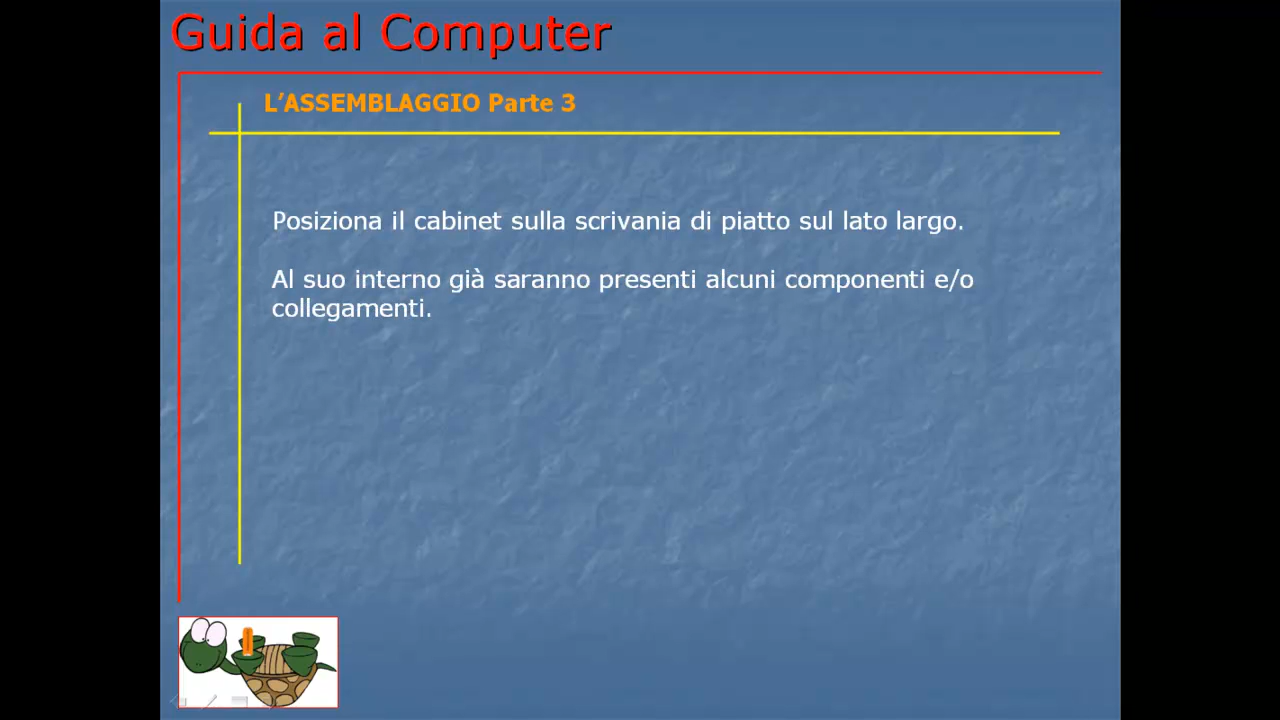 Guida al Computer
L’ASSEMBLAGGIO Parte 3
Posiziona il cabinet sulla scrivania di piatto sul lato largo.
Al suo interno già saranno presenti alcuni componenti e/o
collegamenti.